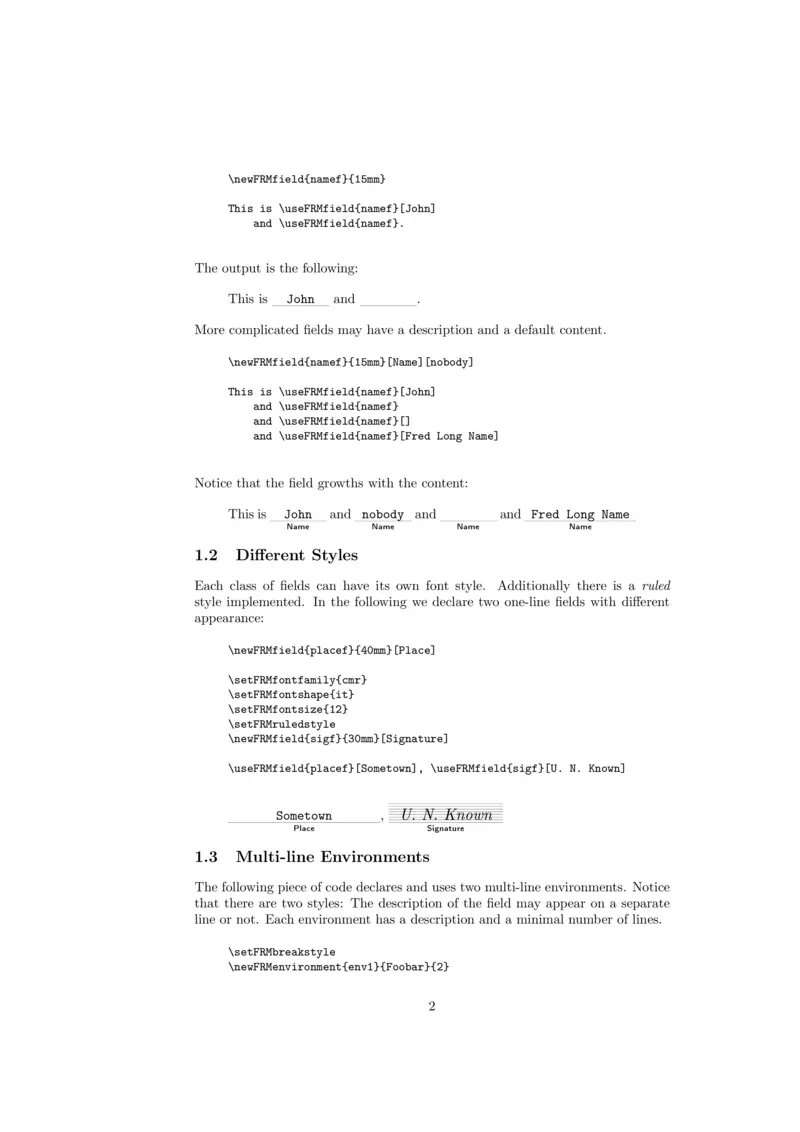 \newFRMfield{namef}{15mm}
This is \useFRMfield{namef}[John]
and \useFRMfield{namef}.
The output is the following:
This is John and .
More complicated fields may have a description and a default content.
\newFRMfield{namef}{15mm}[Name][nobody]
This is \useFRMfield{namef}[John]
and \useFRMfield{namef}
and \useFRMfield{namef}[]
and \useFRMfield{namef}[Fred Long Name]
Notice that the field growths with the content:
This is John and nobody and and Fred Long Name
Name Name Name Name
1.2 Different Styles
Each class of fields can have its own font style. Additionally there is a ruled
style implemented. In the following we declare two one-line fields with different
appearance:
\newFRMfield{placef}{40mm}[Place]
\setFRMfontfamily{cmr}
\setFRMfontshape{it}
\setFRMfontsize{12}
\setFRMruledstyle
\newFRMfield{sigf}{30mm}[Signature]
\useFRMfield{placef}[Sometown], \useFRMfield{sigf}[U. N. Known]
Sometown , U. N. Known
Place Signature
1.3 Multi-line Environments
The following piece of code declares and uses two multi-line environments. Notice
that there are two styles: The description of the field may appear on a separate
line or not. Each environment has a description and a minimal number of lines.
\setFRMbreakstyle
\newFRMenvironment{env1}{Foobar}{2}
2